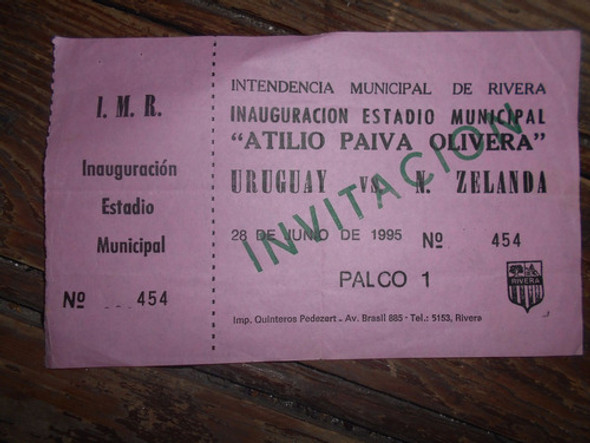 I. M. R.
Inauguración
Estadio
Municipal
Nº 454
INTENDENCIA MUNICIPAL DE RIVERA
INAUGURACION ESTADIO MUNICIPAL
"ATILIO PAIVA OLIVERA"
URUGUAY vs. N. ZELANDA
INVITACION
28 DE JUNIO DE 1995 Nº 454
PALCO 1
RIVERA
Imp. Quinteros Pedezert - Av. Brasil 885 - Tel.: 5153, Rivera